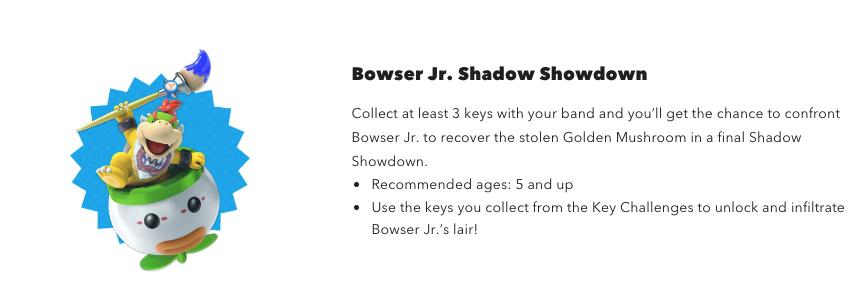 Bowser Jr. Shadow Showdown
Collect at least 3 keys with your band and you'll get the chance to confront
Bowser Jr. to recover the stolen Golden Mushroom in a final Shadow
Showdown.
• Recommended ages: 5 and up
• Use the keys you collect from the Key Challenges to unlock and infiltrate
Bowser Jr.'s lair!